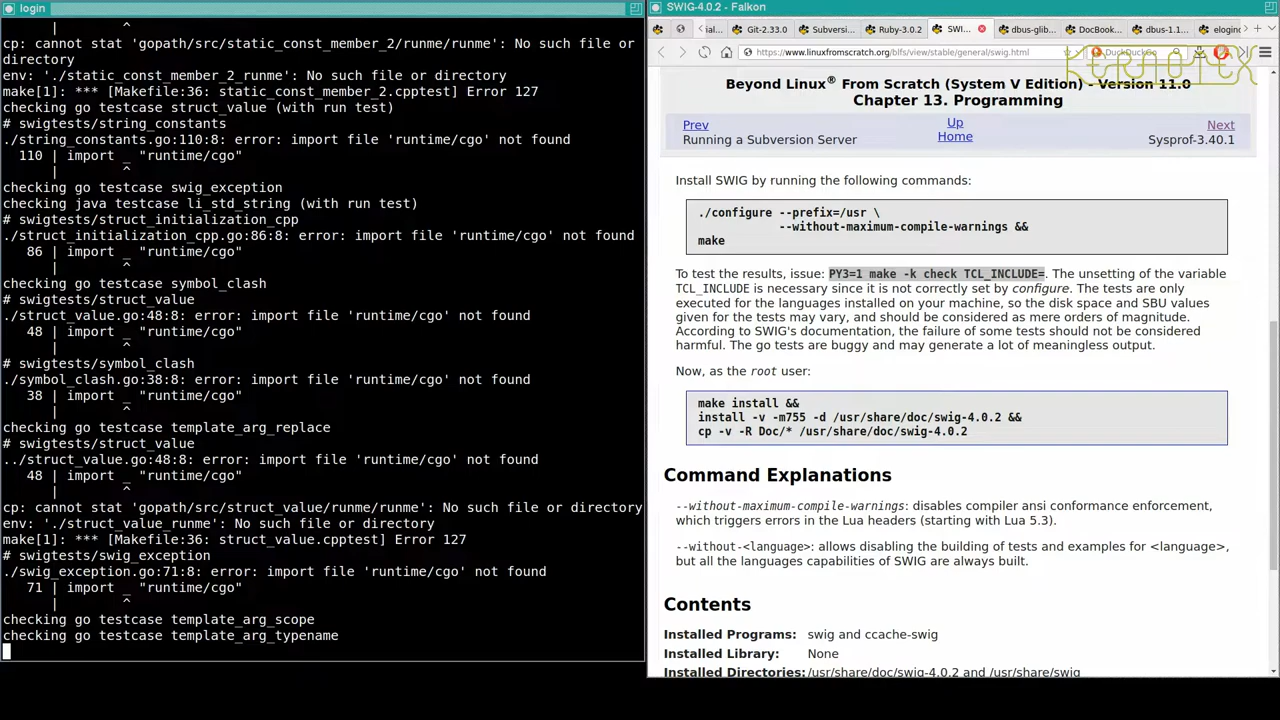 login
|        ^
cp: cannot stat 'gopath/src/static_const_member_2/runme/runme': No such file or
directory
env: './static_const_member_2_runme': No such file or directory
make[1]: *** [Makefile:36: static_const_member_2.cpptest] Error 127
checking go testcase struct_value (with run test)
# swigtests/string_constants
./string_constants.go:110:8: error: import file 'runtime/cgo' not found
110 | import _ "runtime/cgo"
|        ^
checking go testcase swig_exception
checking java testcase li_std_string (with run test)
# swigtests/struct_initialization_cpp
./struct_initialization_cpp.go:86:8: error: import file 'runtime/cgo' not found
86 | import _ "runtime/cgo"
|        ^
checking go testcase symbol_clash
# swigtests/struct_value
./struct_value.go:48:8: error: import file 'runtime/cgo' not found
48 | import _ "runtime/cgo"
|        ^
# swigtests/symbol_clash
./symbol_clash.go:38:8: error: import file 'runtime/cgo' not found
38 | import _ "runtime/cgo"
|        ^
checking go testcase template_arg_replace
# swigtests/struct_value
../struct_value.go:48:8: error: import file 'runtime/cgo' not found
48 | import _ "runtime/cgo"
|        ^
cp: cannot stat 'gopath/src/struct_value/runme/runme': No such file or directory
env: './struct_value_runme': No such file or directory
make[1]: *** [Makefile:36: struct_value.cpptest] Error 127
# swigtests/swig_exception
./swig_exception.go:71:8: error: import file 'runtime/cgo' not found
71 | import _ "runtime/cgo"
|        ^
checking go testcase template_arg_scope
checking go testcase template_arg_typename
SWIG-4.0.2 - Falkon
ial... Git-2.33.0 Subversi... Ruby-3.0.2 SWI... dbus-glib... DocBook... dbus-1.1... eloginc
https://www.linuxfromscratch.org/blfs/view/stable/general/swig.html DuckDuckGo
KERNOTEX
Beyond Linux® From Scratch (System V Edition) - Version 11.0
Chapter 13. Programming
Prev Up Next
Running a Subversion Server Home Sysprof-3.40.1
Install SWIG by running the following commands:
./configure --prefix=/usr \
--without-maximum-compile-warnings &&
make
To test the results, issue: PY3=1 make -k check TCL_INCLUDE=. The unsetting of the variable
TCL_INCLUDE is necessary since it is not correctly set by configure. The tests are only
executed for the languages installed on your machine, so the disk space and SBU values
given for the tests may vary, and should be considered as mere orders of magnitude.
According to SWIG's documentation, the failure of some tests should not be considered
harmful. The go tests are buggy and may generate a lot of meaningless output.
Now, as the root user:
make install &&
install -v -m755 -d /usr/share/doc/swig-4.0.2 &&
cp -v -R Doc/* /usr/share/doc/swig-4.0.2
Command Explanations
--without-maximum-compile-warnings: disables compiler ansi conformance enforcement,
which triggers errors in the Lua headers (starting with Lua 5.3).
--without-<language>: allows disabling the building of tests and examples for <language>,
but all the languages capabilities of SWIG are always built.
Contents
Installed Programs: swig and ccache-swig
Installed Library: None
Installed Directories: /usr/share/doc/swig-4.0.2 and /usr/share/swig